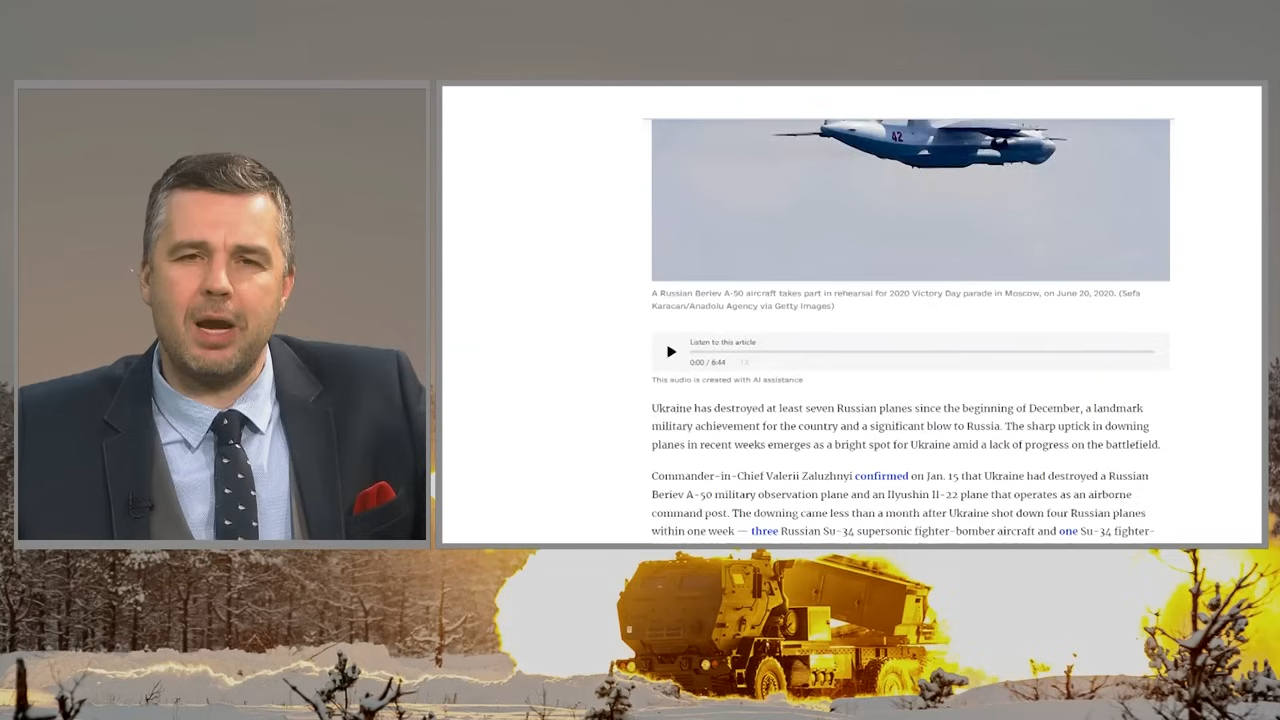 42
A Russian Beriev A-50 aircraft takes part in rehearsal for 2020 Victory Day parade in Moscow, on June 20, 2020. (Sefa
Karacan/Anadolu Agency via Getty Images)
Listen to this article
0:00 / 6:44 1X
This audio is created with AI assistance
Ukraine has destroyed at least seven Russian planes since the beginning of December, a landmark
military achievement for the country and a significant blow to Russia. The sharp uptick in downing
planes in recent weeks emerges as a bright spot for Ukraine amid a lack of progress on the battlefield.
Commander-in-Chief Valerii Zaluzhnyi confirmed on Jan. 15 that Ukraine had destroyed a Russian
Beriev A-50 military observation plane and an Ilyushin Il-22 plane that operates as an airborne
command post. The downing came less than a month after Ukraine shot down four Russian planes
within one week — three Russian Su-34 supersonic fighter-bomber aircraft and one Su-34 fighter-